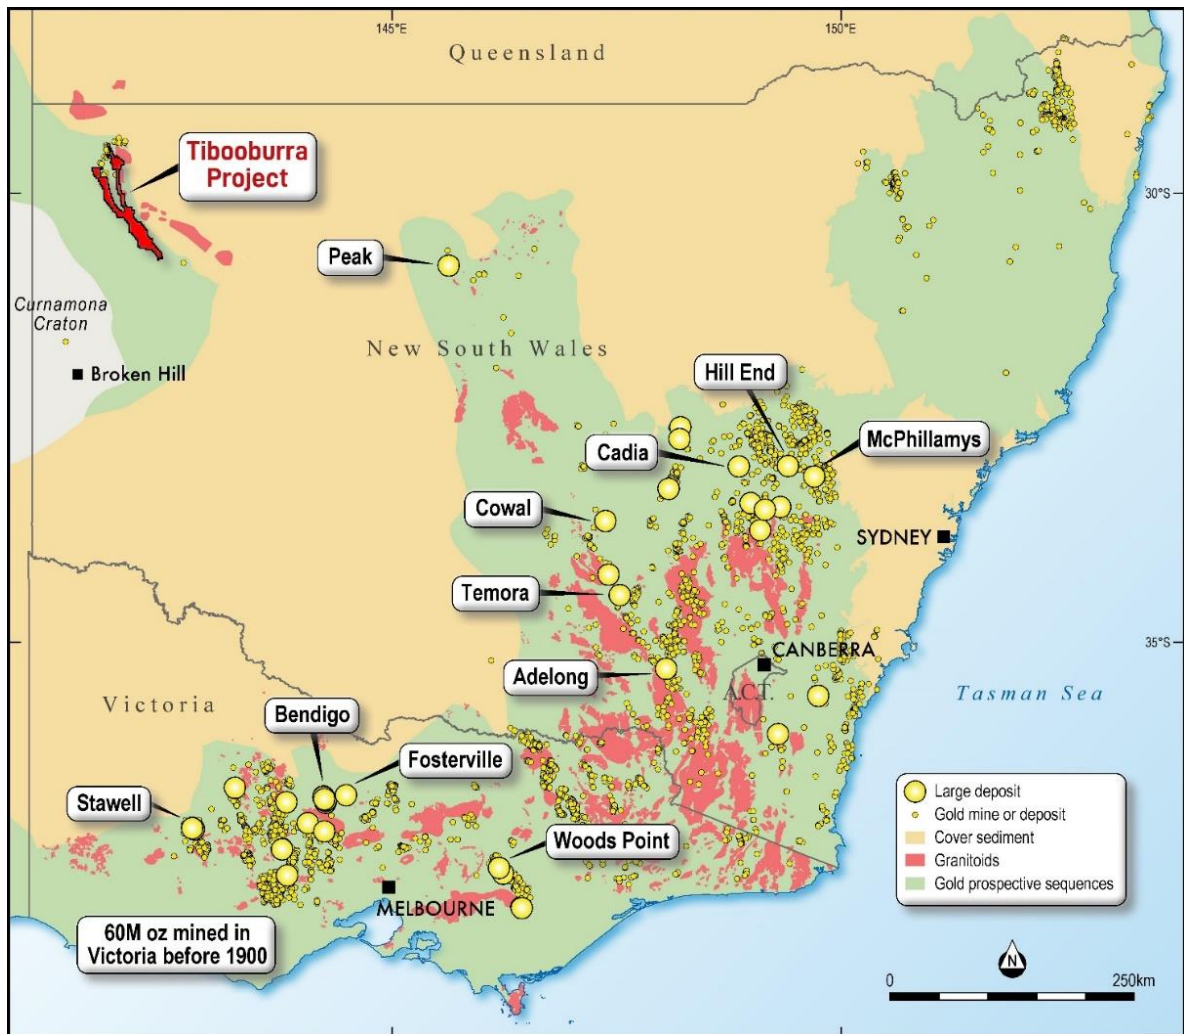 145°E
150°E
Queensland
Tibooburra
Project
30°S
Peak
Curnamona
Craton
New South Wales
Broken Hill
Hill End
McPhillamys
Cadia
Cowal
SYDNEY
Temora
35°S
CANBERRA
Adelong
A.C.T.
Tasman Sea
Victoria
Bendigo
Fosterville
Stawell
Large deposit
Gold mine or deposit
Cover sediment
Granitoids
Gold prospective sequences
Woods Point
MELBOURNE
60M oz mined in
Victoria before 1900
N
0
250km